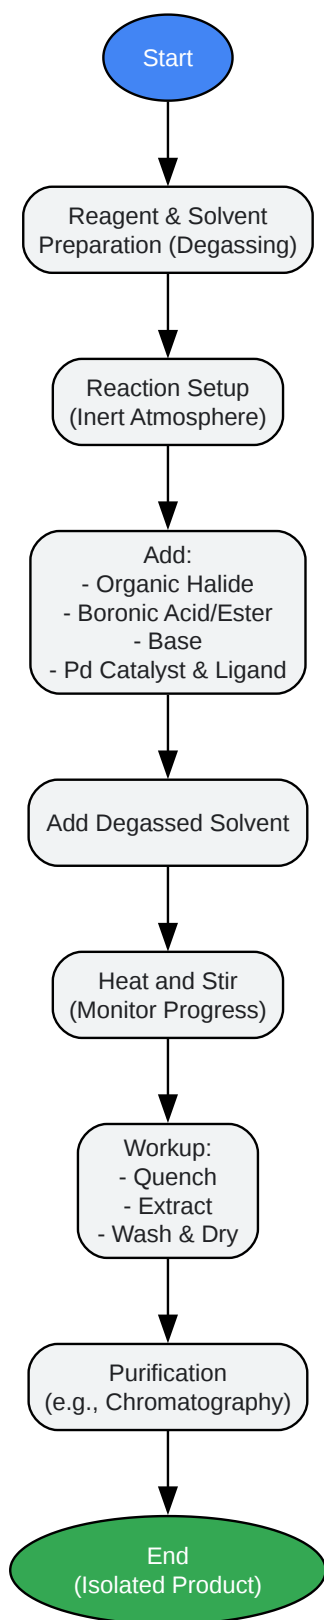 Start
Reagent & Solvent
Preparation (Degassing)
Reaction Setup
(Inert Atmosphere)
Add:
- Organic Halide
- Boronic Acid/Ester
- Base
- Pd Catalyst & Ligand
Add Degassed Solvent
Heat and Stir
(Monitor Progress)
Workup:
- Quench
- Extract
- Wash & Dry
Purification
(e.g., Chromatography)
End
(Isolated Product)